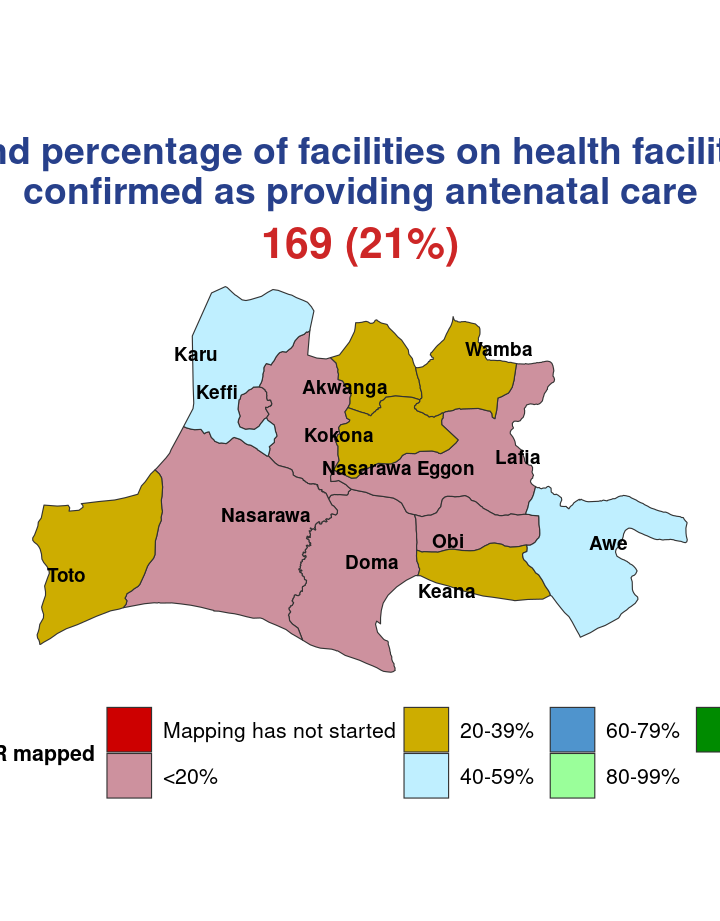 nd percentage of facilities on health facilit
confirmed as providing antenatal care
169 (21%)
Wamba
Karu
Akwanga
Keffi
Kokona
Lafia
Nasarawa Eggon
Nasarawa
Obi
Awe
Doma
Toto
Keana
R mapped
Mapping has not started
20-39%
60-79%
<20%
40-59%
80-99%